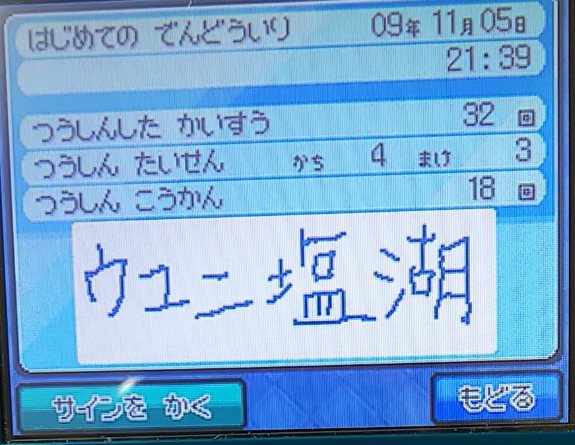 はじめての でんどういり 09年 11月 05日
21:39
つうしんした かいすう 32 回
つうしん たいせん かち 4 まけ 3
つうしん こうかん 18 回
ウユニ塩湖
サインを かく
もどる